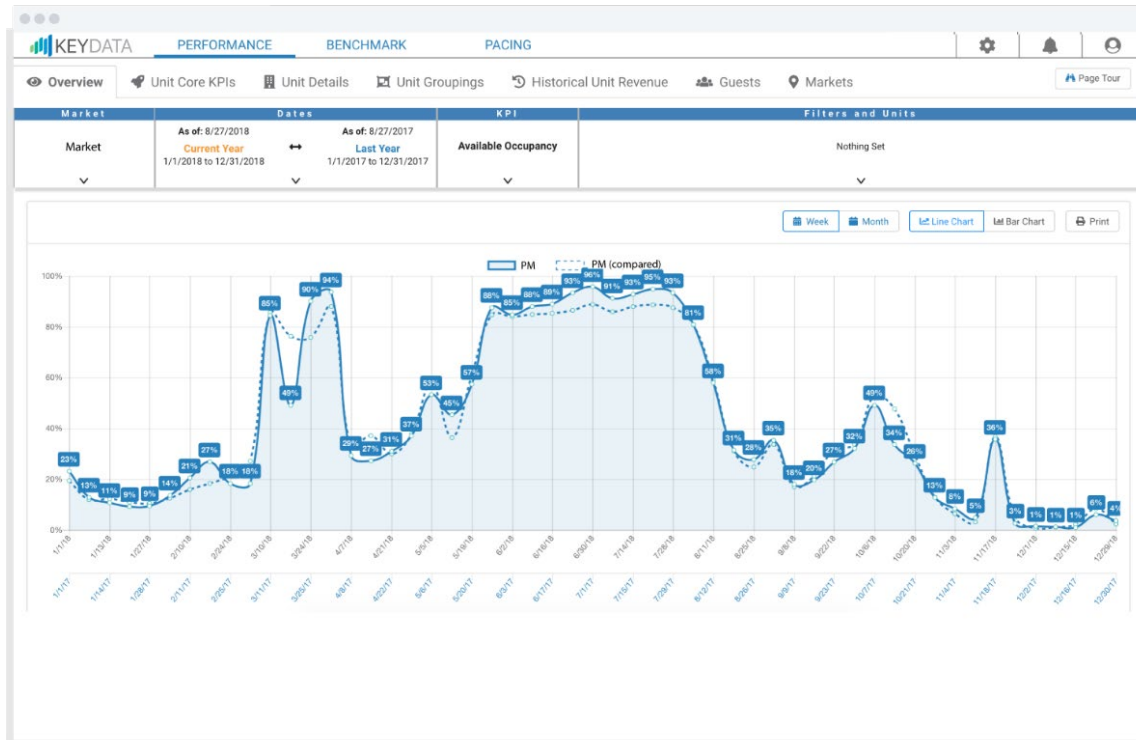 KEYDATA PERFORMANCE BENCHMARK PACING
Overview Unit Core KPIs Unit Details Unit Groupings Historical Unit Revenue Guests Markets Page Tour
Market Dates KPI Filters and Units
As of: 8/27/2018 As of: 8/27/2017
Market Current Year Last Year Available Occupancy Nothing Set
1/1/2018 to 12/31/2018 1/1/2017 to 12/31/2017
Week Month Line Chart Bar Chart Print
PM PM (compared)
100%
80%
60%
40%
20%
0%
23% 13% 11% 9% 9% 14% 21% 27% 18% 18% 85% 49% 90% 94% 29% 27% 31% 37% 53% 45% 57% 88% 85% 88% 89% 93% 96% 91% 93% 95% 93% 81% 58% 31% 28% 35% 18% 20% 27% 32% 49% 34% 26% 13% 8% 5% 36% 3% 1% 1% 1% 6% 4%
1/1/18 1/13/18 1/27/18 2/10/18 2/24/18 3/10/18 3/24/18 4/7/18 4/21/18 5/5/18 5/19/18 6/2/18 6/16/18 6/30/18 7/14/18 7/28/18 8/11/18 8/25/18 9/8/18 9/22/18 10/6/18 10/20/18 11/3/18 11/17/18 12/1/18 12/15/18 12/29/18
1/1/17 1/14/17 1/28/17 2/11/17 2/25/17 3/11/17 3/25/17 4/8/17 4/22/17 5/6/17 5/20/17 6/3/17 6/17/17 7/1/17 7/15/17 7/29/17 8/12/17 8/26/17 9/9/17 9/23/17 10/7/17 10/21/17 11/4/17 11/18/17 12/2/17 12/16/17 12/30/17